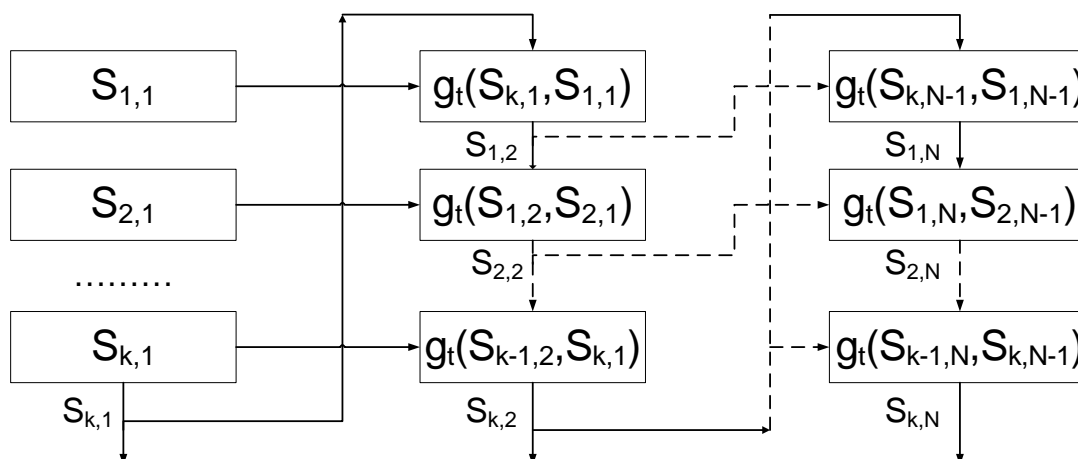 S1,1
gt(Sk,1,S1,1)
gt(Sk,N-1,S1,N-1)
S1,2
S1,N
S2,1
gt(S1,2,S2,1)
gt(S1,N,S2,N-1)
S2,2
S2,N
.........
Sk,1
gt(Sk-1,2,Sk,1)
gt(Sk-1,N,Sk,N-1)
Sk,1
Sk,2
Sk,N